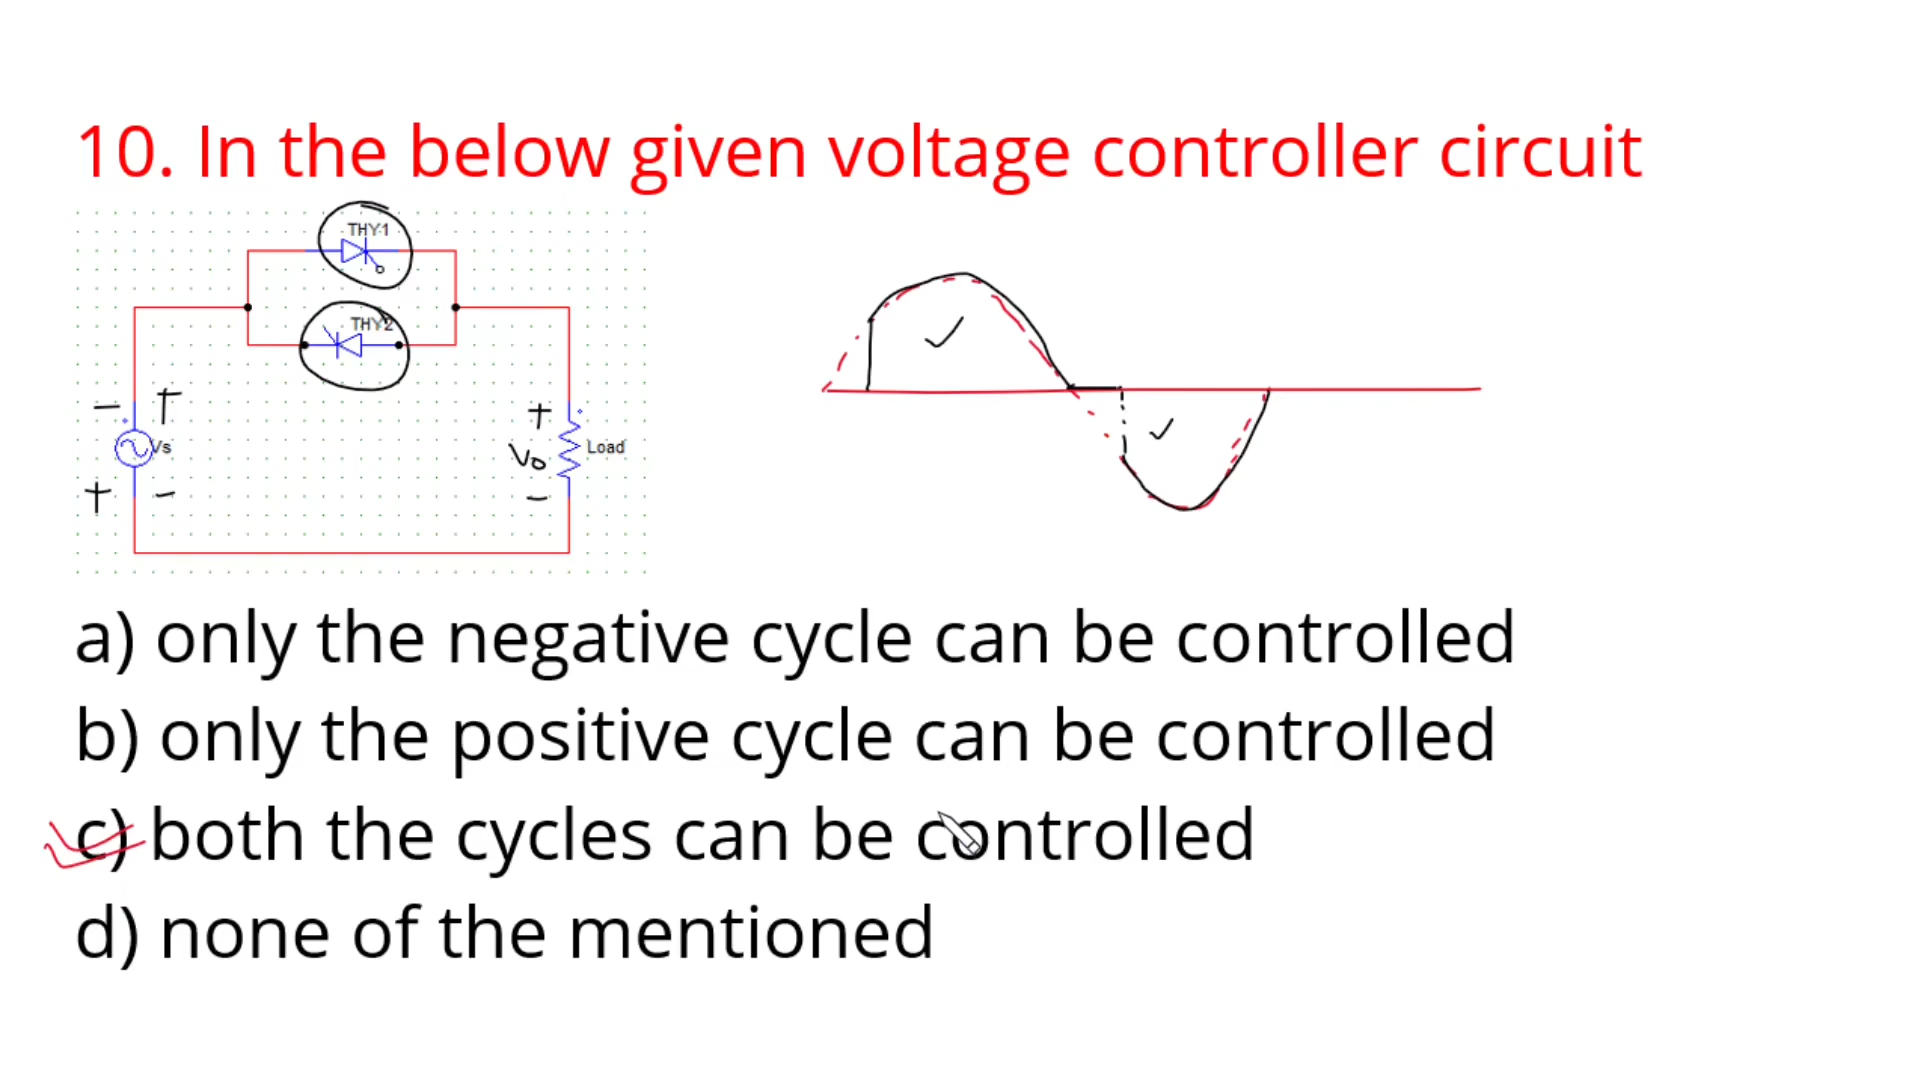 10. In the below given voltage controller circuit
THY1
THY2
- +
Vs
+ -
+
Vo
-
Load
a) only the negative cycle can be controlled
b) only the positive cycle can be controlled
c) both the cycles can be controlled
d) none of the mentioned